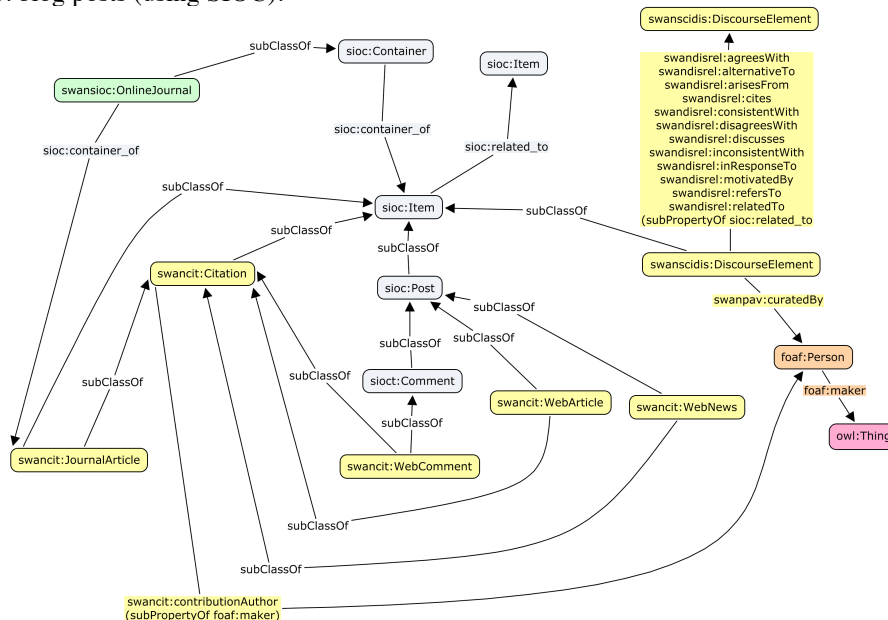 (using SIOC).
swanscidis:DiscourseElement
subClassOf
sioc:Container
sioc:Item
swandisrel:agreesWith
swandisrel:alternativeTo
swandisrel:arisesFrom
swandisrel:cites
swandisrel:consistentWith
swandisrel:disagreesWith
swandisrel:discusses
swandisrel:inconsistentWith
swandisrel:inResponseTo
swandisrel:motivatedBy
swandisrel:refersTo
swandisrel:relatedTo
(subPropertyOf sioc:related_to
swansioc:OnlineJournal
sioc:container_of
sioc:container_of
sioc:related_to
subClassOf
sioc:Item
subClassOf
subClassOf
subClassOf
swancit:Citation
swanscidis:DiscourseElement
sioc:Post
swanpav:curatedBy
subClassOf
subClassOf
subClassOf
foaf:Person
subClassOf
subClassOf
sioct:Comment
foaf:maker
swancit:WebArticle
swancit:WebNews
subClassOf
owl:Thing
swancit:JournalArticle
swancit:WebComment
subClassOf
subClassOf
swancit:contributionAuthor
(subPropertyOf foaf:maker)